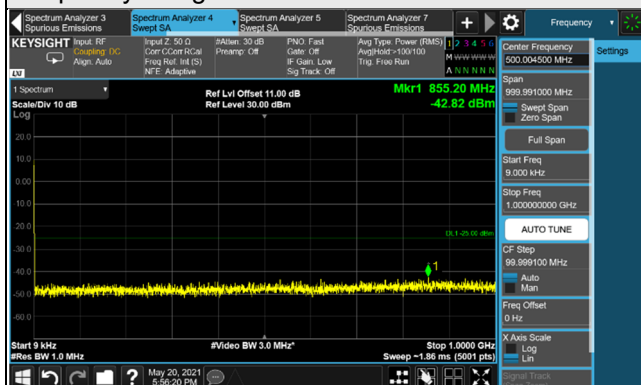 Spectrum Analyzer 3
Spurious Emissions
Spectrum Analyzer 4
Swept SA
Spectrum Analyzer 5
Swept SA
Spectrum Analyzer 7
Spurious Emissions
+
Frequency
KEYSIGHT
Input: RF
Coupling: DC
Align: Auto
Input Z: 50 Ω
Corr CCorr RCal
Freq Ref: Int (S)
NFE: Adaptive
#Atten: 30 dB
Preamp: Off
PNO: Fast
Gate: Off
IF Gain: Low
Sig Track: Off
Avg Type: Power (RMS)
Avg|Hold:>100/100
Trig: Free Run
1 2 3 4 5 6
M W W W W W
A N N N N N
LXI
Center Frequency
500.004500 MHz
Settings
1 Spectrum
Scale/Div 10 dB
Log
Ref Lvl Offset 11.00 dB
Ref Level 30.00 dBm
Mkr1 855.20 MHz
-42.82 dBm
Span
999.991000 MHz
Swept Span
Zero Span
Full Span
Start Freq
9.000 kHz
Stop Freq
1.000000000 GHz
AUTO TUNE
CF Step
99.999100 MHz
Auto
Man
Freq Offset
0 Hz
X Axis Scale
Log
Lin
Signal Track
20.0
10.0
0.00
-10.0
-20.0
DL1 -25.00 dBm
-30.0
-40.0
1
-50.0
-60.0
Start 9 kHz
#Res BW 1.0 MHz
#Video BW 3.0 MHz*
Stop 1.0000 GHz
Sweep ~1.86 ms (5001 pts)
?
May 20, 2021
5:56:20 PM